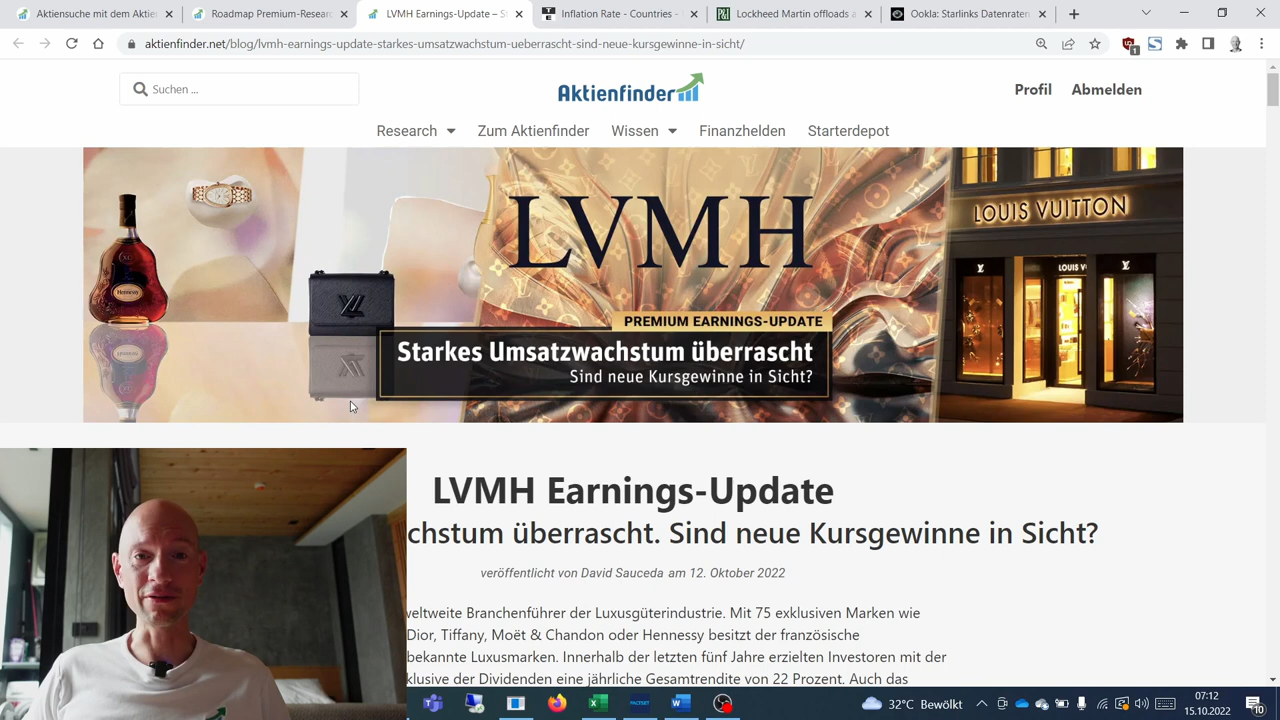 Aktiensuche mit dem Aktien
Roadmap Premium-Resear
LVMH Earnings-Update – S
Inflation Rate - Countries -
Lockheed Martin offloads a
Ookla: Starlinks Datenraten
aktienfinder.net/blog/lvmh-earnings-update-starkes-umsatzwachstum-ueberrascht-sind-neue-kursgewinne-in-sicht/
1
Suchen ...
Aktienfinder
Profil
Abmelden
Research
Zum Aktienfinder
Wissen
Finanzhelden
Starterdepot
LVMH
LOUIS VUITTON
Hennessy
PREMIUM EARNINGS-UPDATE
Starkes Umsatzwachstum überrascht
Sind neue Kursgewinne in Sicht?
LVMH Earnings-Update
chstum überrascht. Sind neue Kursgewinne in Sicht?
veröffentlicht von David Sauceda am 12. Oktober 2022
weltweite Branchenführer der Luxusgüterindustrie. Mit 75 exklusiven Marken wie
Dior, Tiffany, Moët & Chandon oder Hennessy besitzt der französische
bekannte Luxusmarken. Innerhalb der letzten fünf Jahre erzielten Investoren mit der
klusive der Dividenden eine jährliche Gesamtrendite von 22 Prozent. Auch das
32°C Bewölkt
07:12
15.10.2022